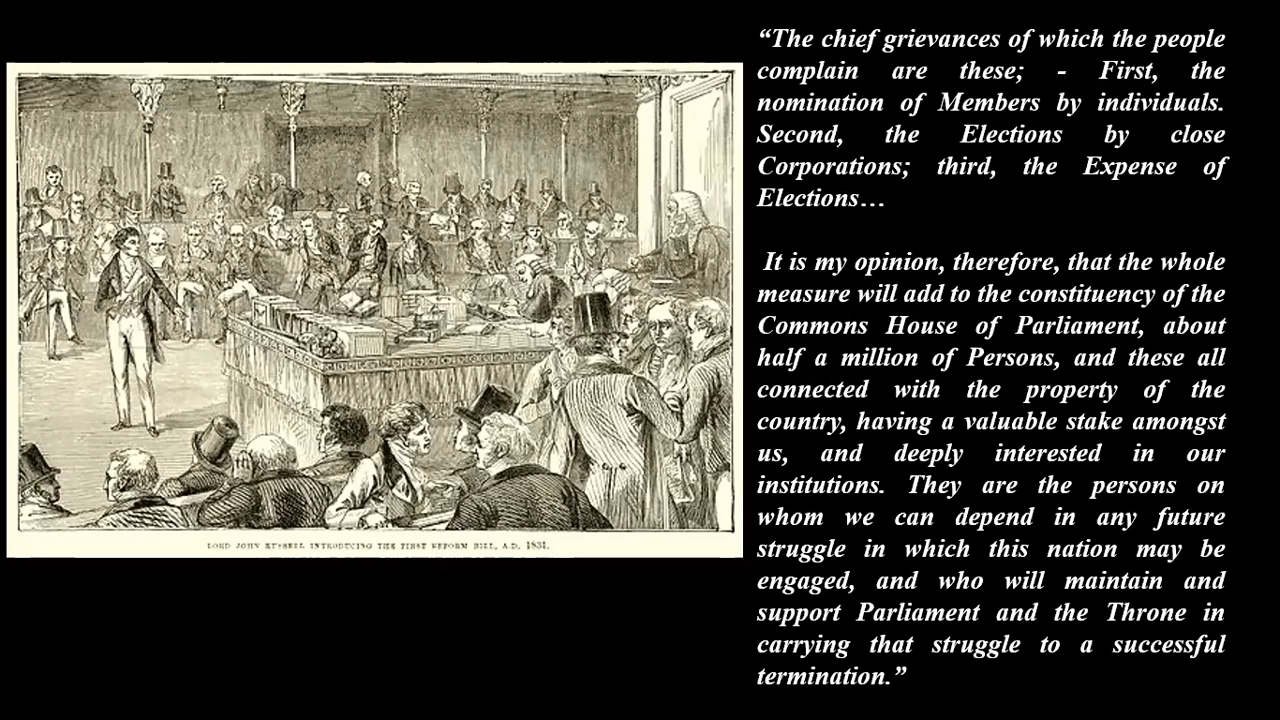 LORD JOHN RUSSELL INTRODUCING THE FIRST REFORM BILL, A.D. 1831.
“The chief grievances of which the people
complain are these; - First, the
nomination of Members by individuals.
Second, the Elections by close
Corporations; third, the Expense of
Elections…
It is my opinion, therefore, that the whole
measure will add to the constituency of the
Commons House of Parliament, about
half a million of Persons, and these all
connected with the property of the
country, having a valuable stake amongst
us, and deeply interested in our
institutions. They are the persons on
whom we can depend in any future
struggle in which this nation may be
engaged, and who will maintain and
support Parliament and the Throne in
carrying that struggle to a successful
termination.”